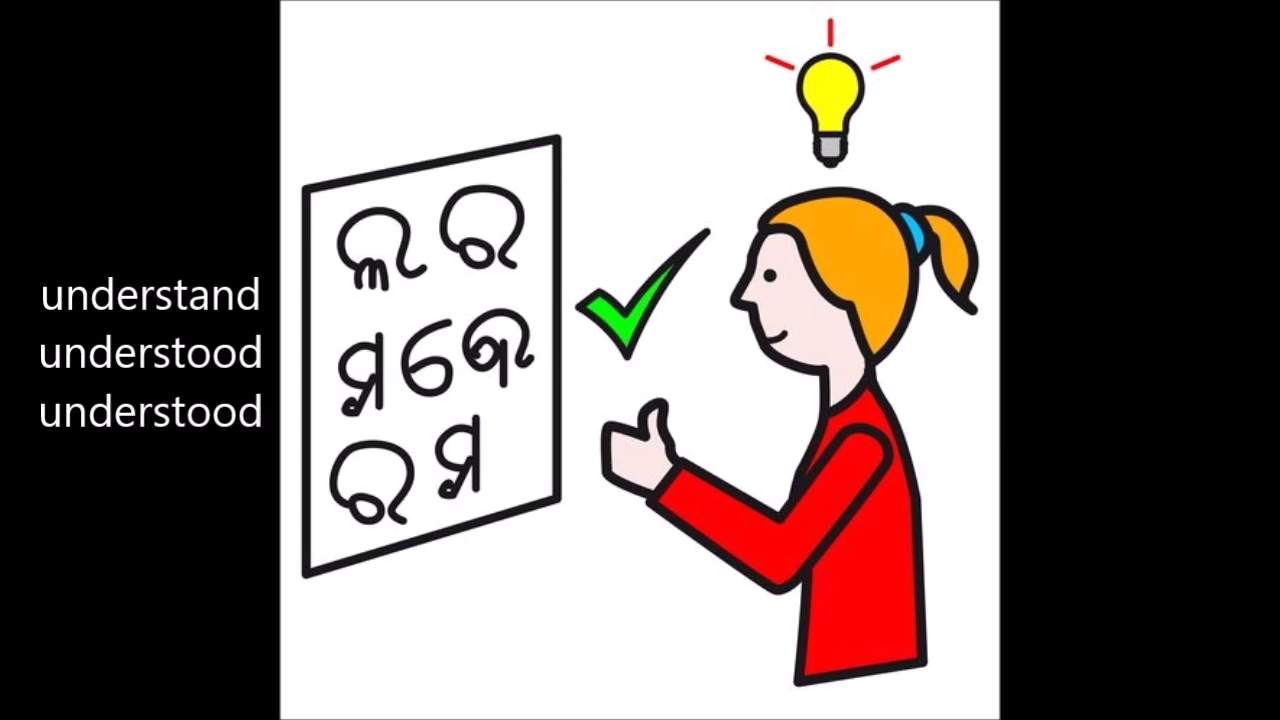 understand
understood
understood
ଲ ର
ମ କେ
ର ମ